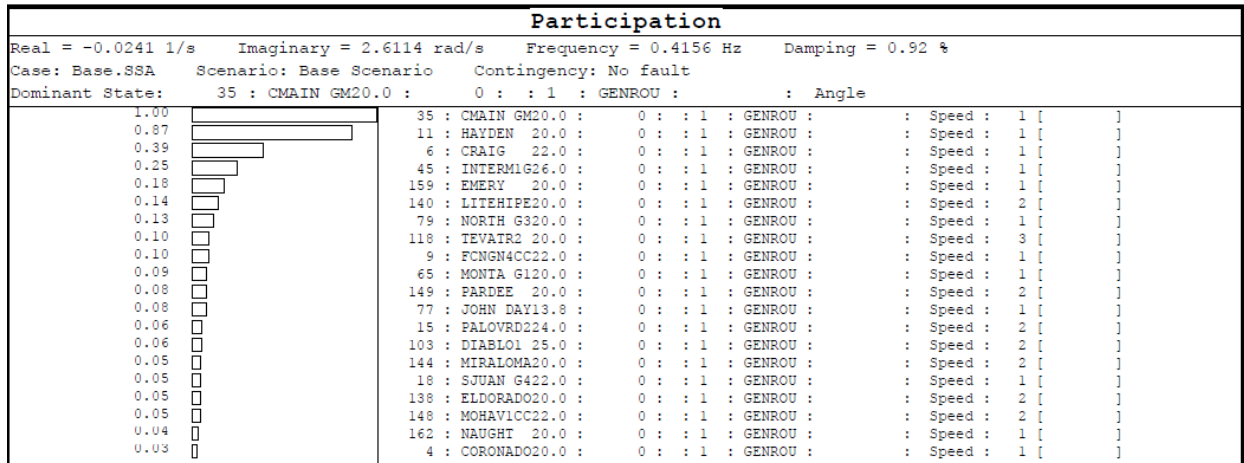 Participation
Real = -0.0241 1/s Imaginary = 2.6114 rad/s Frequency = 0.4156 Hz Damping = 0.92 %
Case: Base.SSA Scenario: Base Scenario Contingency: No fault
Dominant State: 35 : CMAIN GM20.0 : 0 : : 1 : GENROU : : Angle
1.00 35 : CMAIN GM20.0 : 0 : : 1 : GENROU : : Speed : 1 [ ]
0.87 11 : HAYDEN 20.0 : 0 : : 1 : GENROU : : Speed : 1 [ ]
0.39 6 : CRAIG 22.0 : 0 : : 1 : GENROU : : Speed : 1 [ ]
0.25 45 : INTERM1G26.0 : 0 : : 1 : GENROU : : Speed : 1 [ ]
0.18 159 : EMERY 20.0 : 0 : : 1 : GENROU : : Speed : 1 [ ]
0.14 140 : LITEHIPE20.0 : 0 : : 1 : GENROU : : Speed : 2 [ ]
0.13 79 : NORTH G320.0 : 0 : : 1 : GENROU : : Speed : 1 [ ]
0.10 118 : TEVATR2 20.0 : 0 : : 1 : GENROU : : Speed : 3 [ ]
0.10 9 : FCNGN4CC22.0 : 0 : : 1 : GENROU : : Speed : 1 [ ]
0.09 65 : MONTA G120.0 : 0 : : 1 : GENROU : : Speed : 1 [ ]
0.08 149 : PARDEE 20.0 : 0 : : 1 : GENROU : : Speed : 2 [ ]
0.08 77 : JOHN DAY13.8 : 0 : : 1 : GENROU : : Speed : 1 [ ]
0.06 15 : PALOVRD224.0 : 0 : : 1 : GENROU : : Speed : 2 [ ]
0.06 103 : DIABLO1 25.0 : 0 : : 1 : GENROU : : Speed : 2 [ ]
0.05 144 : MIRALOMA20.0 : 0 : : 1 : GENROU : : Speed : 2 [ ]
0.05 18 : SJUAN G422.0 : 0 : : 1 : GENROU : : Speed : 1 [ ]
0.05 138 : ELDORADO20.0 : 0 : : 1 : GENROU : : Speed : 2 [ ]
0.05 148 : MOHAV1CC22.0 : 0 : : 1 : GENROU : : Speed : 2 [ ]
0.04 162 : NAUGHT 20.0 : 0 : : 1 : GENROU : : Speed : 1 [ ]
0.03 4 : CORONADO20.0 : 0 : : 1 : GENROU : : Speed : 1 [ ]